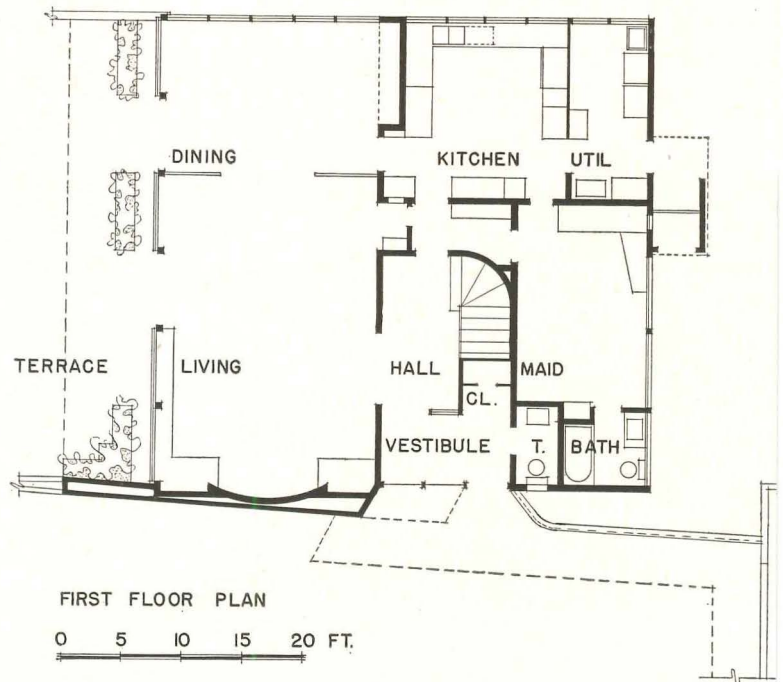 DINING
KITCHEN
UTIL
TERRACE
LIVING
HALL
MAID
CL.
VESTIBULE
T.
BATH
FIRST FLOOR PLAN
0 5 10 15 20 FT.